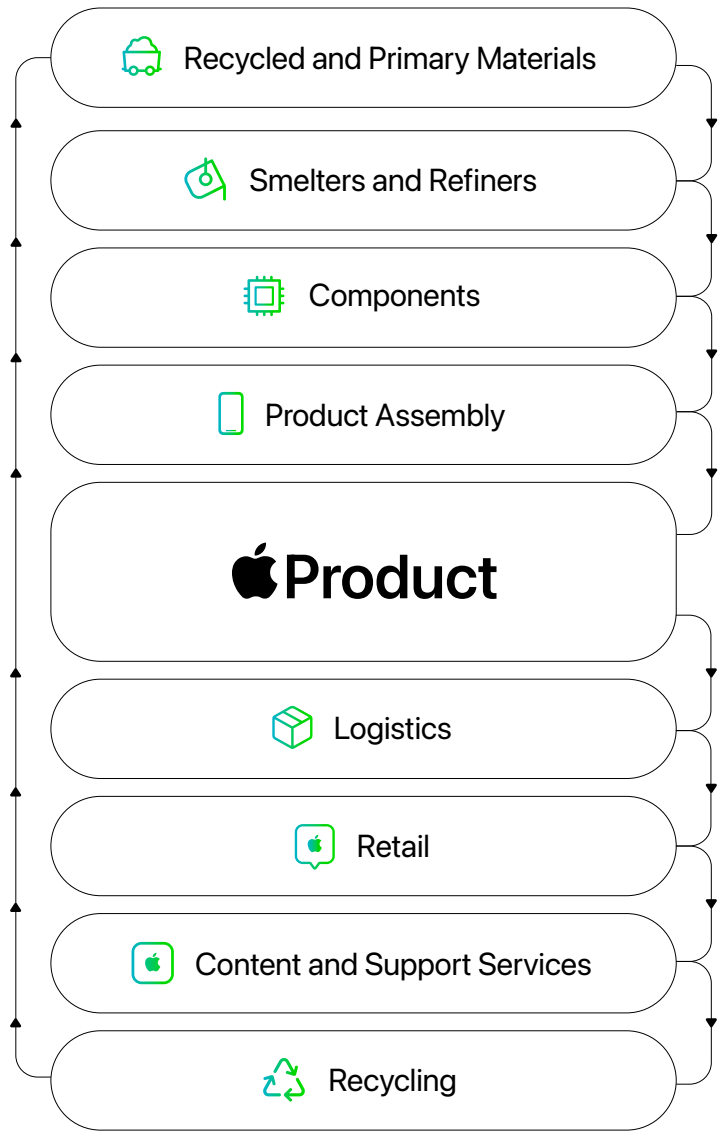 Recycled and Primary Materials
Smelters and Refiners
Components
Product Assembly
Product
Logistics
Retail
Content and Support Services
Recycling